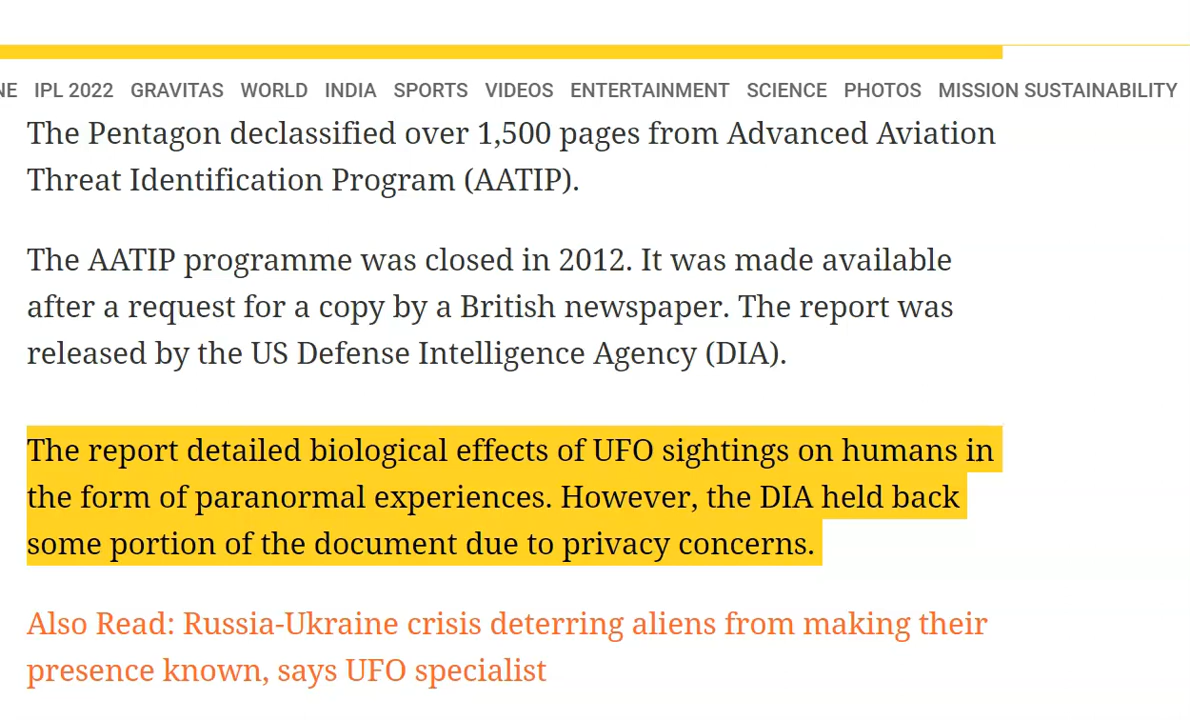 NE IPL 2022 GRAVITAS WORLD INDIA SPORTS VIDEOS ENTERTAINMENT SCIENCE PHOTOS MISSION SUSTAINABILITY
The Pentagon declassified over 1,500 pages from Advanced Aviation
Threat Identification Program (AATIP).
The AATIP programme was closed in 2012. It was made available
after a request for a copy by a British newspaper. The report was
released by the US Defense Intelligence Agency (DIA).
The report detailed biological effects of UFO sightings on humans in
the form of paranormal experiences. However, the DIA held back
some portion of the document due to privacy concerns.
Also Read: Russia-Ukraine crisis deterring aliens from making their
presence known, says UFO specialist